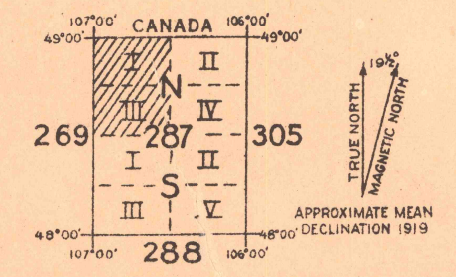 107°00' CANADA 106°00'
49°00' 49°00'
I II
N
III IV
269 287 305
I II
S
III V
48°00' 48°00'
107°00' 288 106°00'
19½°
TRUE NORTH
MAGNETIC NORTH
APPROXIMATE MEAN
DECLINATION 1919